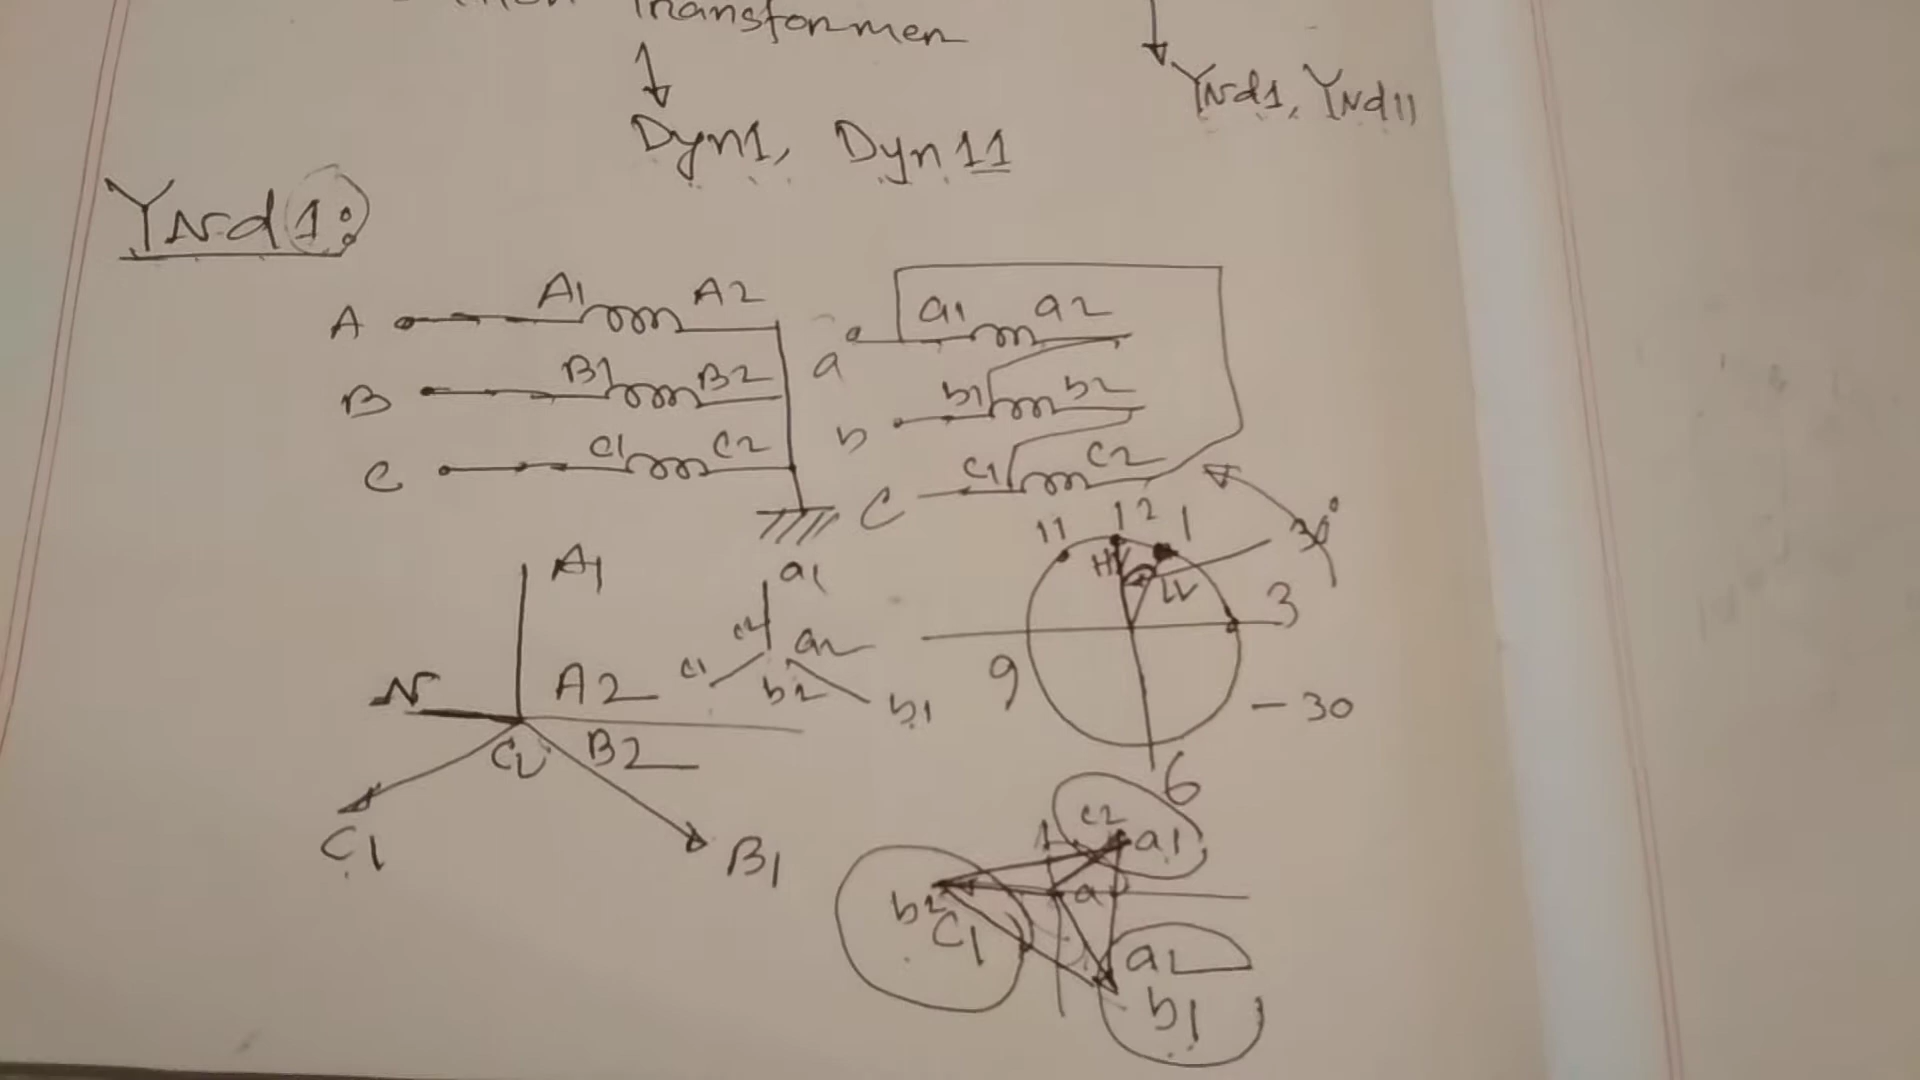 Transformer
YNd1, YNd11
Dyn1, Dyn11
YNd1:
A A1 A2
B B1 B2
C C1 C2
a a1 a2
b b1 b2
C c1 c2
11 12 1
HV LV 30°
3
9
6
- 30
A1
N A2
C2 B2
C1 B1
a1
c2 a2
c1 b2 b1
c2 a1
1
a
b2
C1
a2
b1